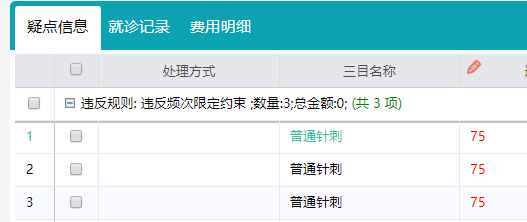 疑点信息 就诊记录 费用明细
处理方式 三目名称
违反规则: 违反频次限定约束 ;数量:3;总金额:0; (共 3 项)
1 普通针刺 75
2 普通针刺 75
3 普通针刺 75